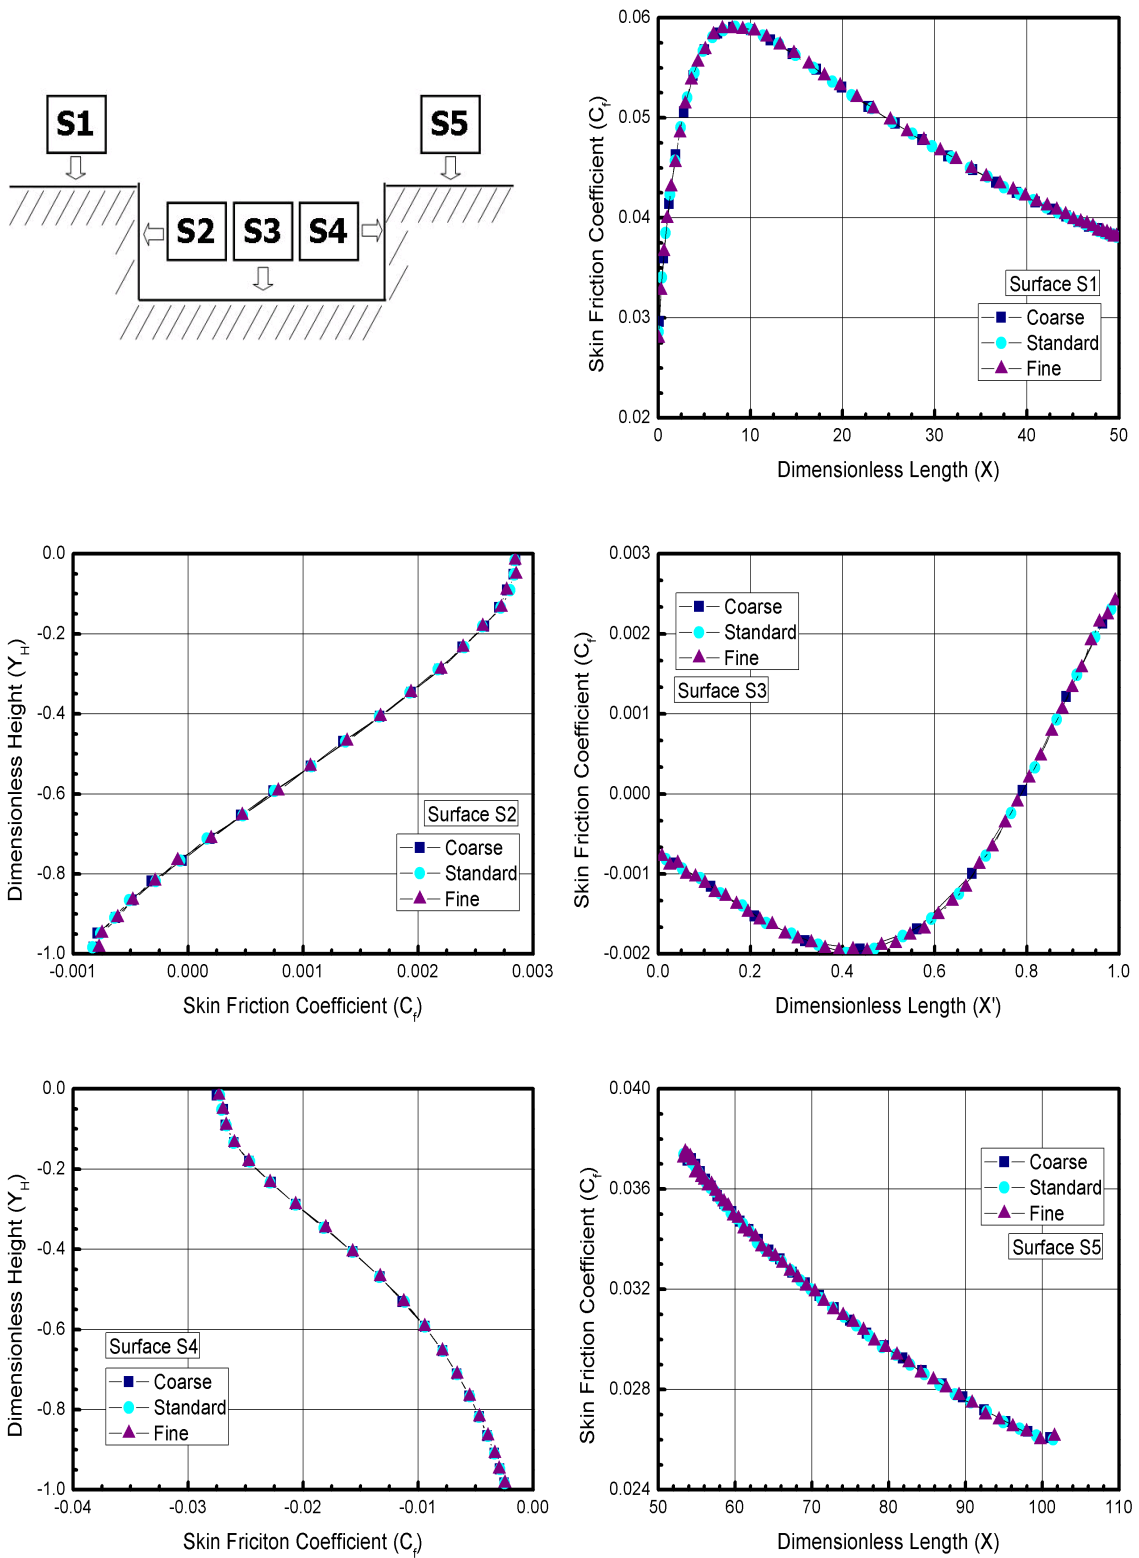 S1
S5
S2
S3
S4
0.06
0.05
0.04
0.03
0.02
Skin Friction Coefficient (Cf)
Surface S1
Coarse
Standard
Fine
0 10 20 30 40 50
Dimensionless Length (X)
0.0
-0.2
-0.4
-0.6
-0.8
-1.0
Dimensionless Height (YH)
Surface S2
Coarse
Standard
Fine
-0.001 0.000 0.001 0.002 0.003
Skin Friction Coefficient (Cf)
0.003
0.002
0.001
0.000
-0.001
-0.002
Skin Friction Coefficient (Cf)
Coarse
Standard
Fine
Surface S3
0.0 0.2 0.4 0.6 0.8 1.0
Dimensionless Length (X')
0.0
-0.2
-0.4
-0.6
-0.8
-1.0
Dimensionless Height (YH)
Surface S4
Coarse
Standard
Fine
-0.04 -0.03 -0.02 -0.01 0.00
Skin Friciton Coefficient (Cf)
0.040
0.036
0.032
0.028
0.024
Skin Friction Coefficient (Cf)
Coarse
Standard
Fine
Surface S5
50 60 70 80 90 100 110
Dimensionless Length (X)